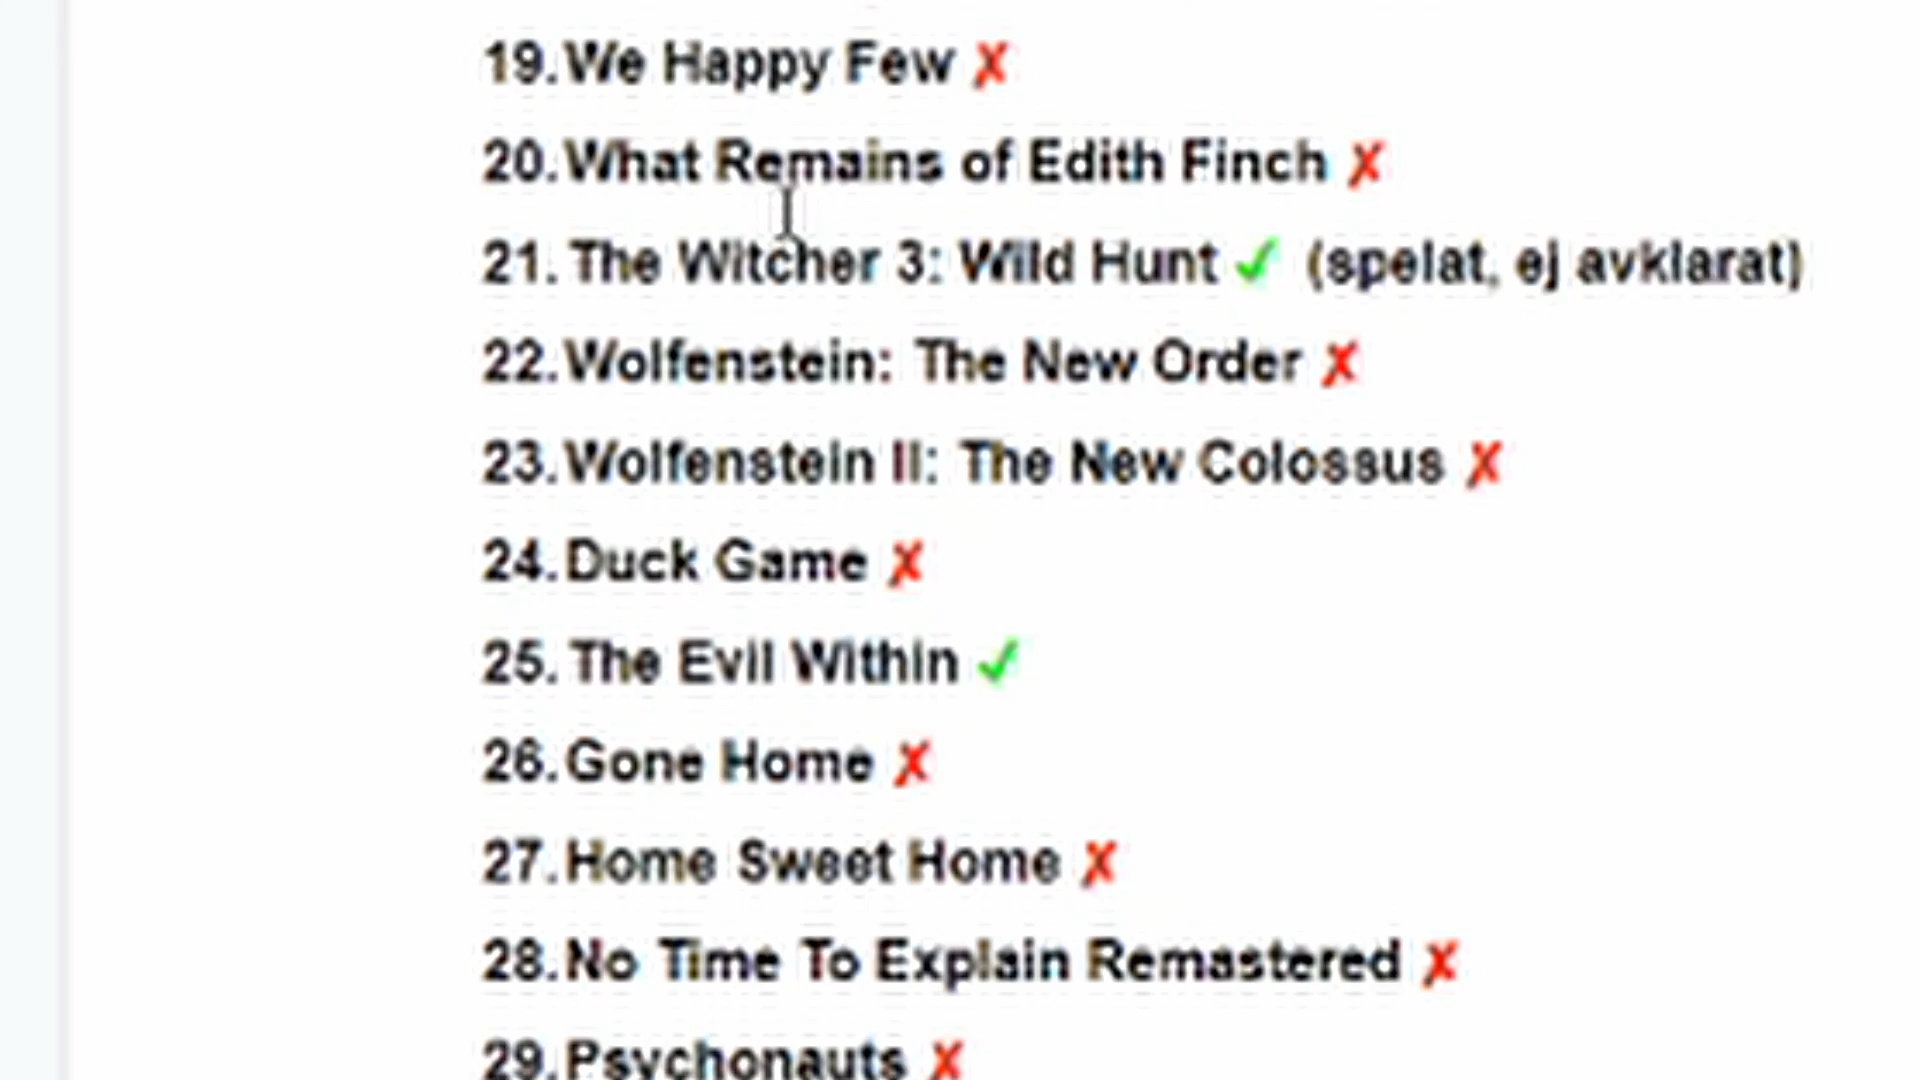 19. We Happy Few ✗
20. What Remains of Edith Finch ✗
21. The Witcher 3: Wild Hunt ✓ (spelat, ej avklarat)
22. Wolfenstein: The New Order ✗
23. Wolfenstein II: The New Colossus ✗
24. Duck Game ✗
25. The Evil Within ✓
26. Gone Home ✗
27. Home Sweet Home ✗
28. No Time To Explain Remastered ✗
29. Psychonauts ✗